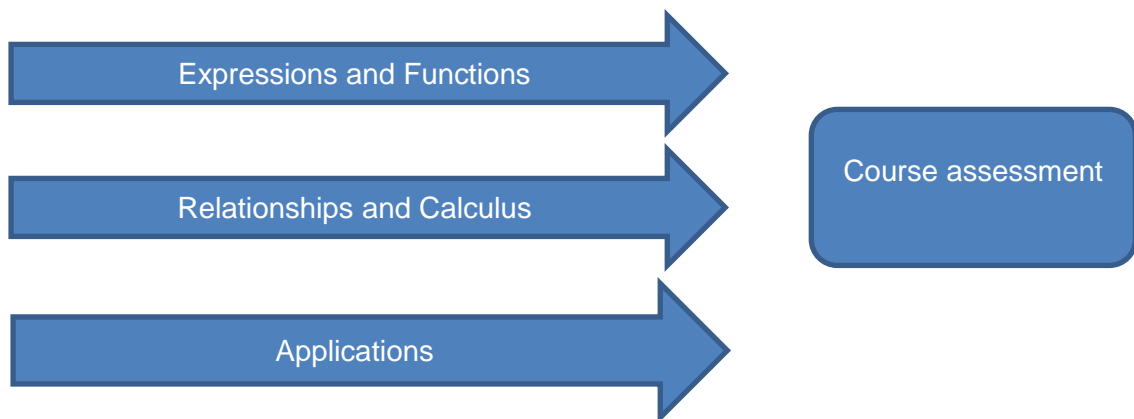 Expressions and Functions
Relationships and Calculus
Applications
Course assessment